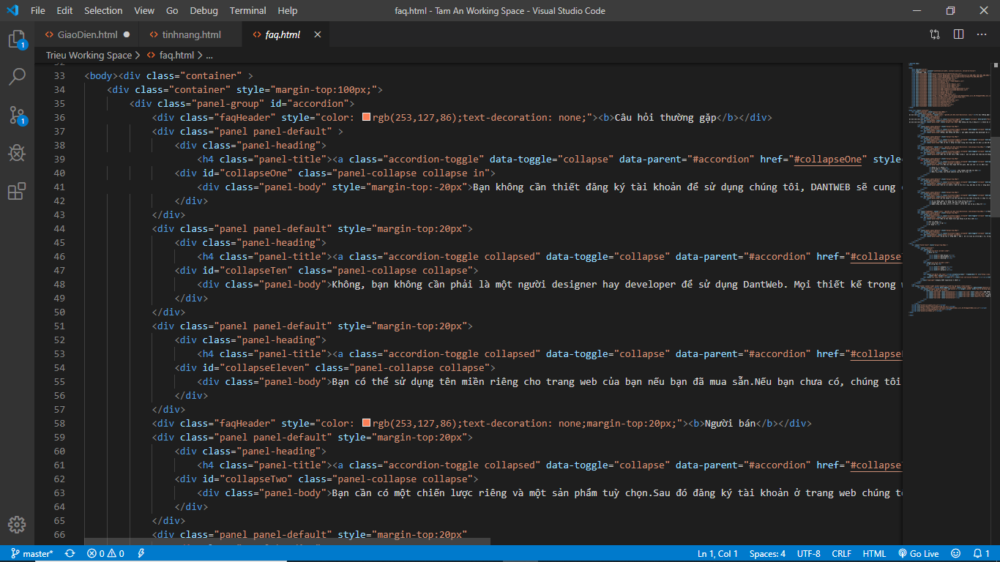 File Edit Selection View Go Debug Terminal Help faq.html - Tam An Working Space - Visual Studio Code
GiaoDien.html tinhnang.html faq.html
Trieu Working Space > faq.html > ...
33 <body><div class="container" >
34 <div class="container" style="margin-top:100px;">
35 <div class="panel-group" id="accordion">
36 <div class="faqHeader" style="color: rgb(253,127,86);text-decoration: none;"><b>Câu hỏi thường gặp</b></div>
37 <div class="panel panel-default" >
38 <div class="panel-heading">
39 <h4 class="panel-title"><a class="accordion-toggle" data-toggle="collapse" data-parent="#accordion" href="#collapseOne" style=
40 <div id="collapseOne" class="panel-collapse collapse in">
41 <div class="panel-body" style="margin-top:-20px">Bạn không cần thiết đăng ký tài khoản để sử dụng chúng tôi, DANTWEB sẽ cung
42 </div>
43 </div>
44 <div class="panel panel-default" style="margin-top:20px">
45 <div class="panel-heading">
46 <h4 class="panel-title"><a class="accordion-toggle collapsed" data-toggle="collapse" data-parent="#accordion" href="#collapse
47 <div id="collapseTen" class="panel-collapse collapse">
48 <div class="panel-body">Không, bạn không cần phải là một người designer hay developer để sử dụng DantWeb. Mọi thiết kế trong
49 </div>
50 </div>
51 <div class="panel panel-default" style="margin-top:20px">
52 <div class="panel-heading">
53 <h4 class="panel-title"><a class="accordion-toggle collapsed" data-toggle="collapse" data-parent="#accordion" href="#collapse
54 <div id="collapseEleven" class="panel-collapse collapse">
55 <div class="panel-body">Bạn có thể sử dụng tên miền riêng cho trang web của bạn nếu bạn đã mua sẵn.Nếu bạn chưa có, chúng tôi
56 </div>
57 </div>
58 <div class="faqHeader" style="color: rgb(253,127,86);text-decoration: none;margin-top:20px;"><b>Người bán</b></div>
59 <div class="panel panel-default" style="margin-top:20px">
60 <div class="panel-heading">
61 <h4 class="panel-title"><a class="accordion-toggle collapsed" data-toggle="collapse" data-parent="#accordion" href="#collapse
62 <div id="collapseTwo" class="panel-collapse collapse">
63 <div class="panel-body">Bạn cần có một chiến lược riêng và một sản phẩm tuỳ chọn.Sau đó đăng ký tài khoản ở trang web chúng
64 </div>
65 </div>
66 <div class="panel panel-default" style="margin-top:20px"
master* 0 0 Ln 1, Col 1 Spaces: 4 UTF-8 CRLF HTML Go Live 1